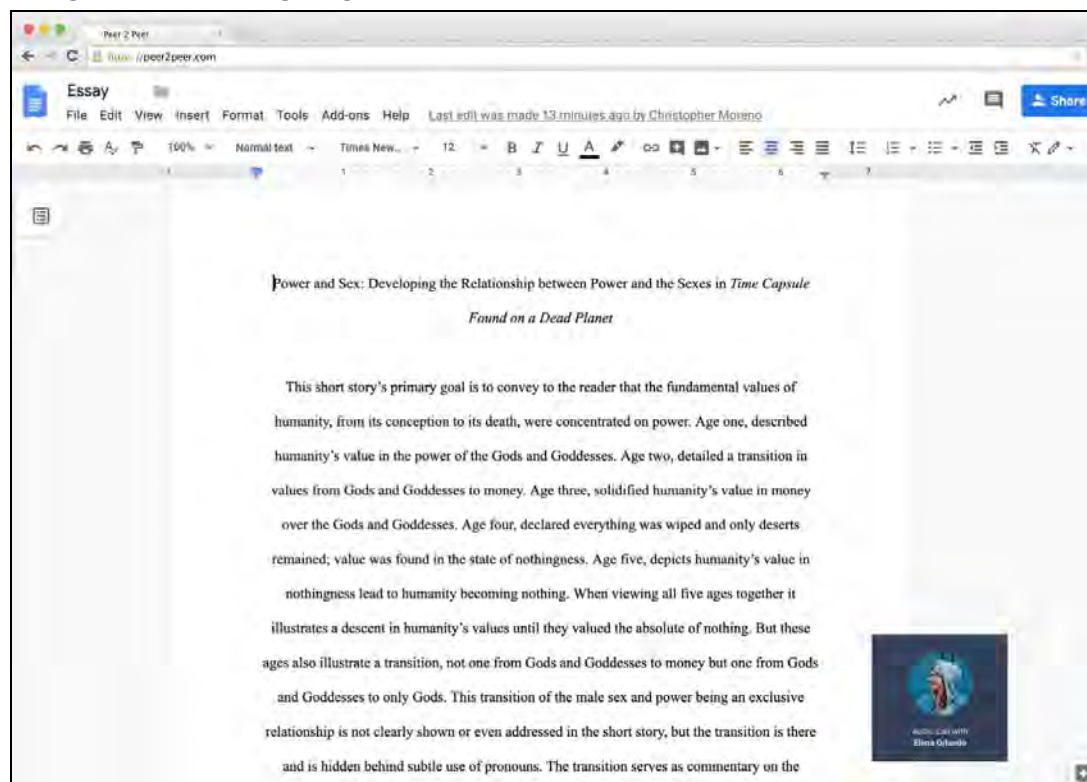 Peer 2 Peer
//peer2peer.com
Essay
File Edit View Insert Format Tools Add-ons Help Last edit was made 13 minutes ago by Christopher Moreno
Share
100% Normal text Times New... 12 B I U A
1 1 2 3 4 5 6 7
Power and Sex: Developing the Relationship between Power and the Sexes in Time Capsule
Found on a Dead Planet
This short story's primary goal is to convey to the reader that the fundamental values of
humanity, from its conception to its death, were concentrated on power. Age one, described
humanity's value in the power of the Gods and Goddesses. Age two, detailed a transition in
values from Gods and Goddesses to money. Age three, solidified humanity's value in money
over the Gods and Goddesses. Age four, declared everything was wiped and only deserts
remained; value was found in the state of nothingness. Age five, depicts humanity's value in
nothingness lead to humanity becoming nothing. When viewing all five ages together it
illustrates a descent in humanity's values until they valued the absolute of nothing. But these
ages also illustrate a transition, not one from Gods and Goddesses to money but one from Gods
and Goddesses to only Gods. This transition of the male sex and power being an exclusive
relationship is not clearly shown or even addressed in the short story, but the transition is there
and is hidden behind subtle use of pronouns. The transition serves as commentary on the
Audio call with
Elena Orlando